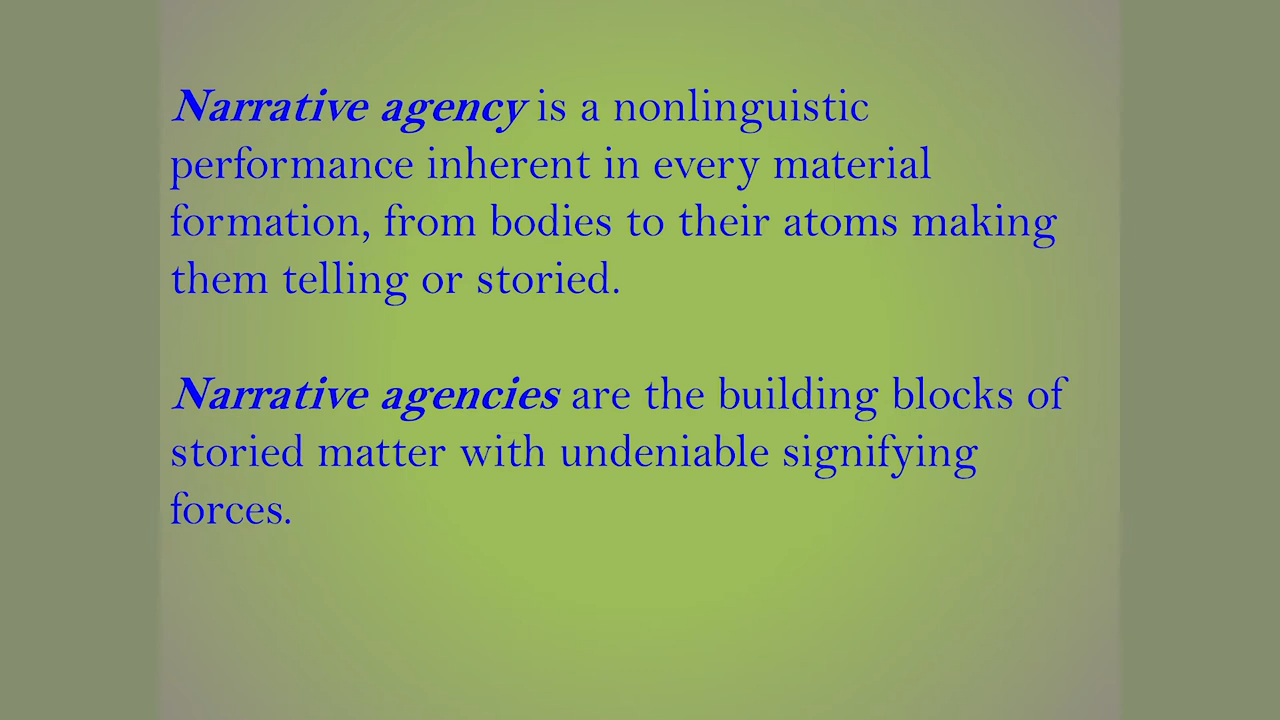 Narrative agency is a nonlinguistic
performance inherent in every material
formation, from bodies to their atoms making
them telling or storied.
Narrative agencies are the building blocks of
storied matter with undeniable signifying
forces.